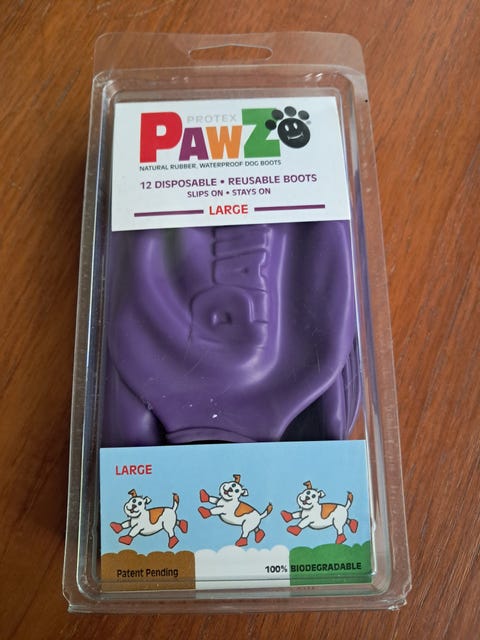 PROTEX
PAWZ
NATURAL RUBBER, WATERPROOF DOG BOOTS
12 DISPOSABLE • REUSABLE BOOTS
SLIPS ON • STAYS ON
LARGE
PAW
LARGE
Patent Pending
100% BIODEGRADABLE